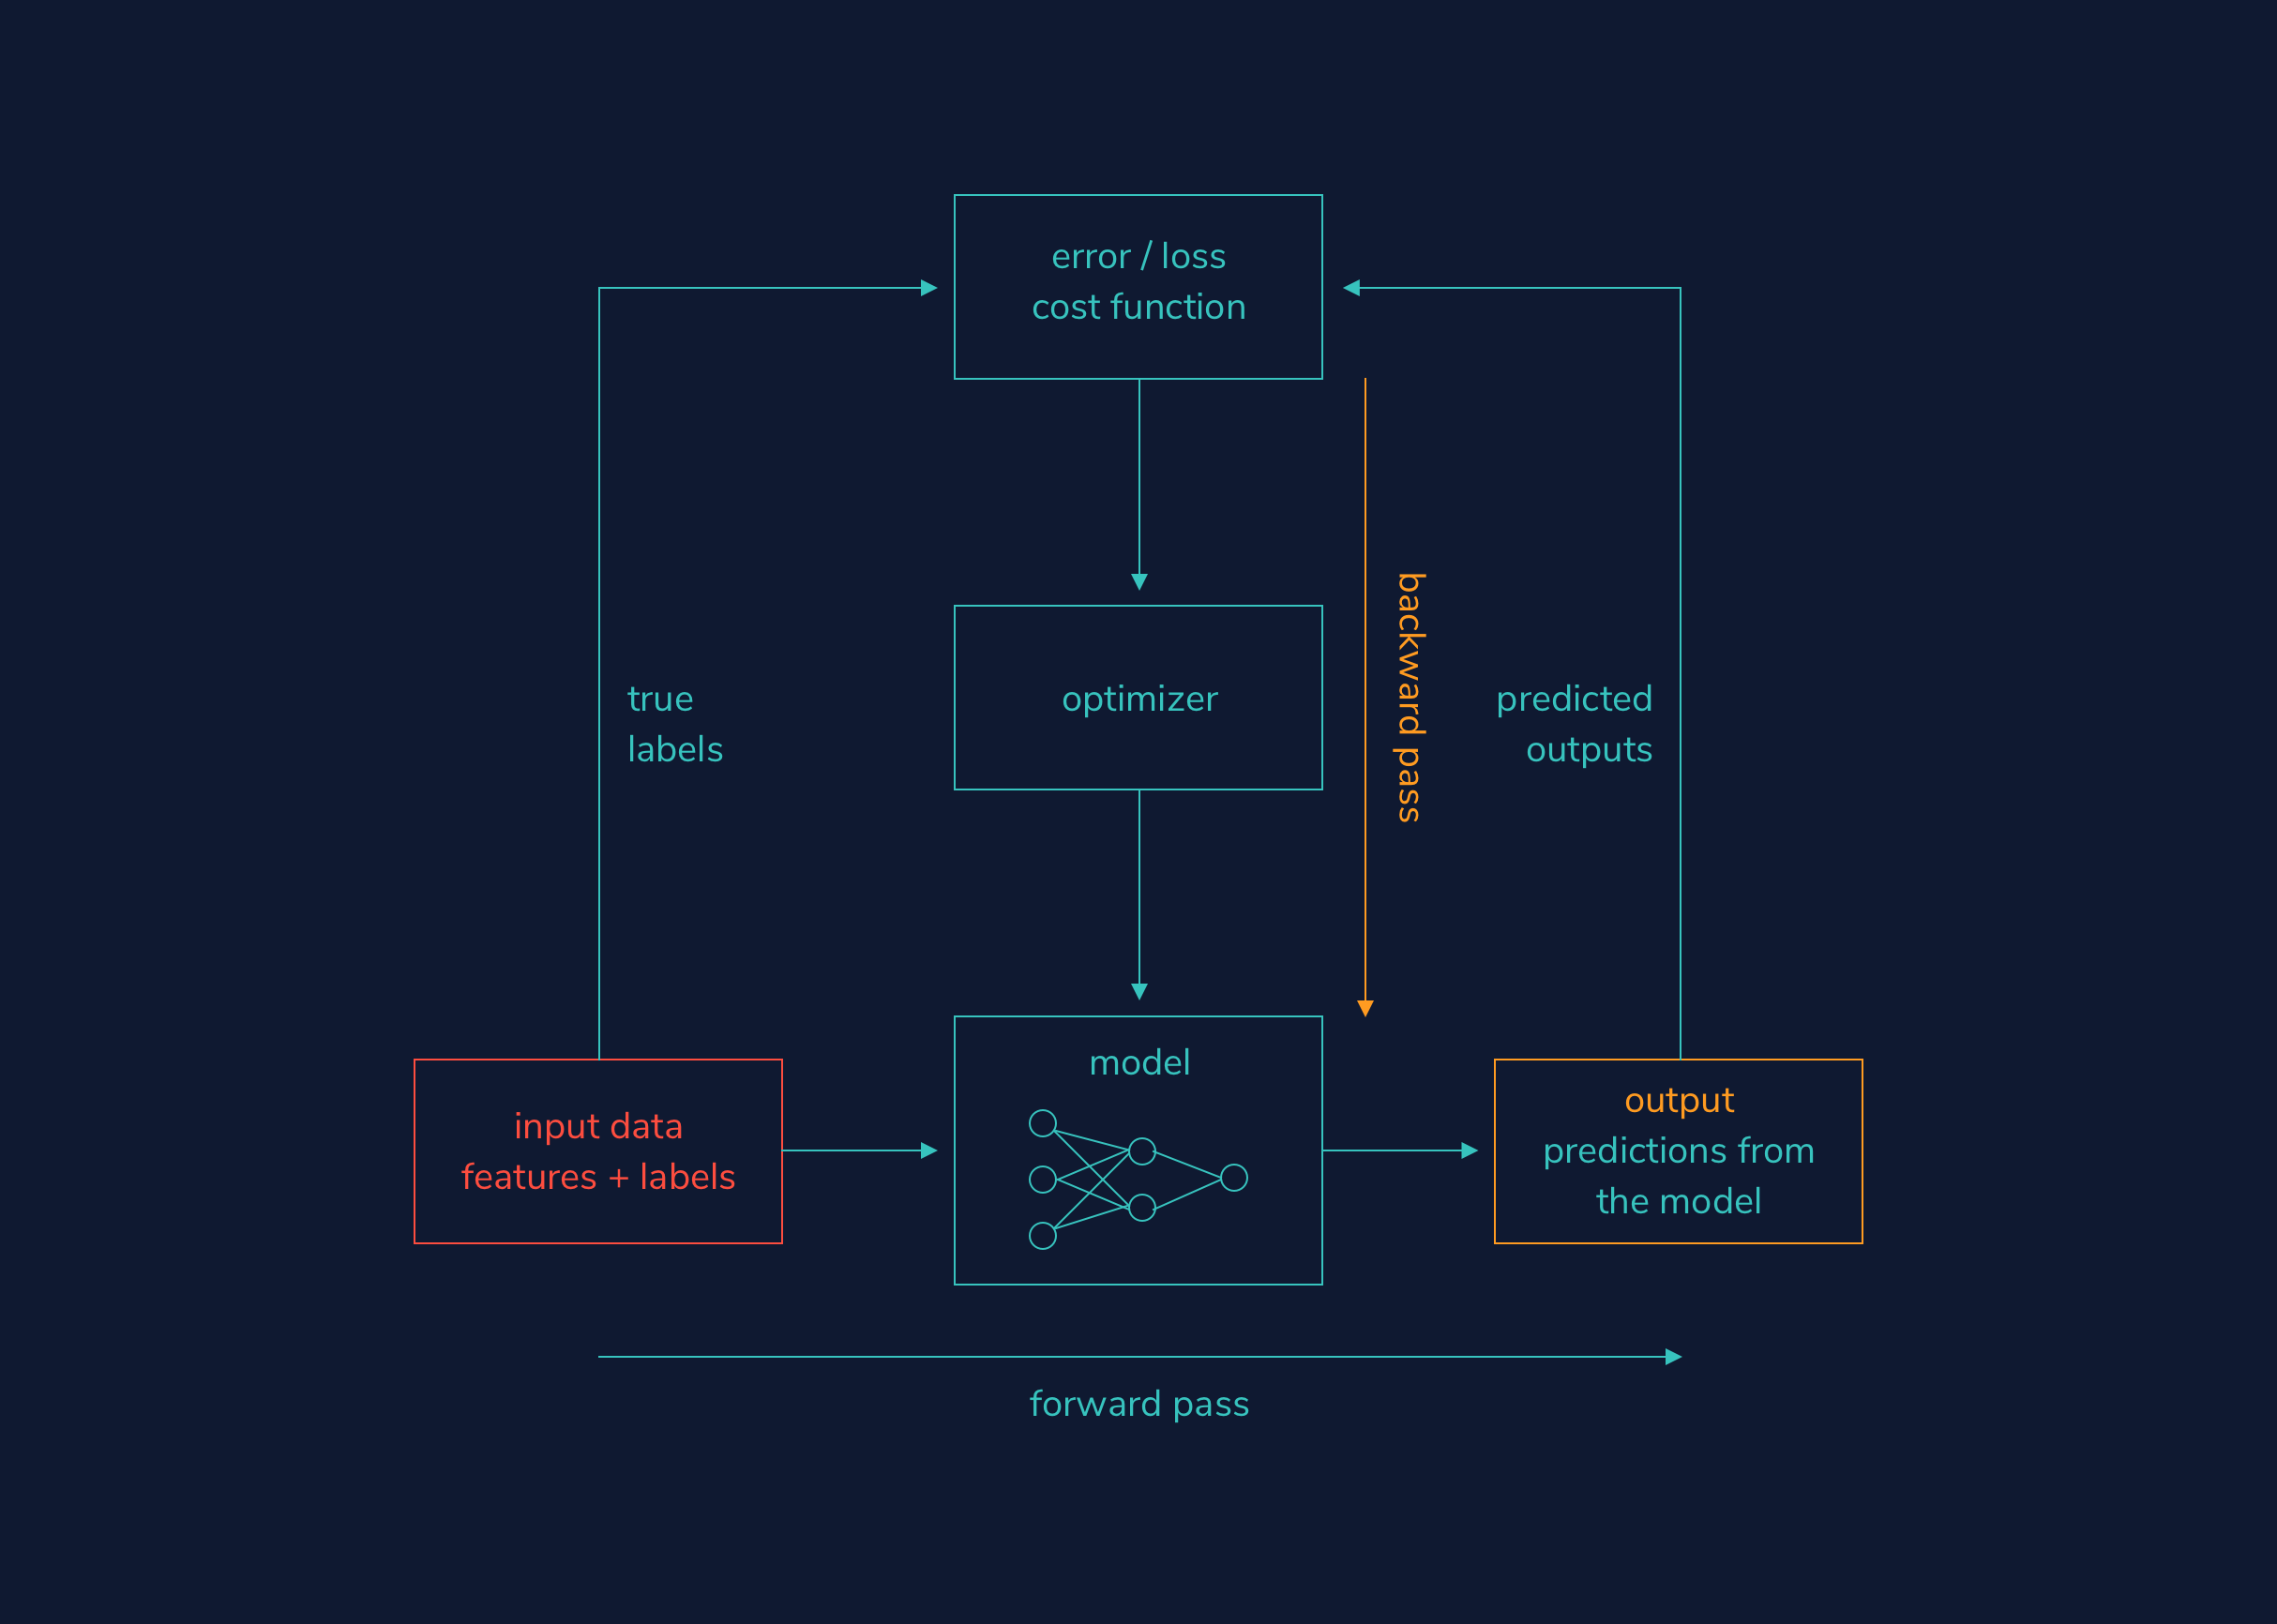 error / loss
cost function
optimizer
backward pass
true
labels
predicted
outputs
input data
features + labels
model
output
predictions from
the model
forward pass